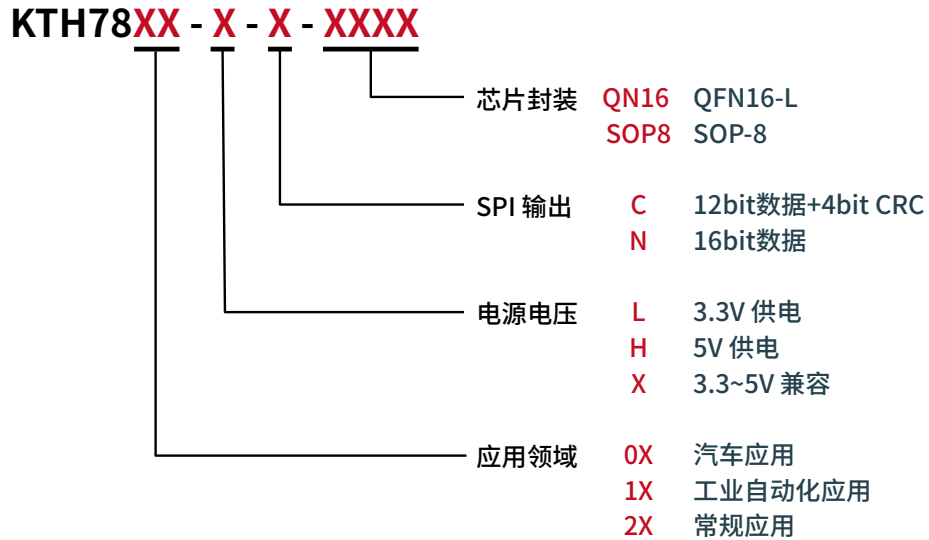 KTH78XX - X - X - XXXX
芯片封装 QN16 QFN16-L
SOP8 SOP-8
SPI 输出 C 12bit数据+4bit CRC
N 16bit数据
电源电压 L 3.3V 供电
H 5V 供电
X 3.3~5V 兼容
应用领域 0X 汽车应用
1X 工业自动化应用
2X 常规应用